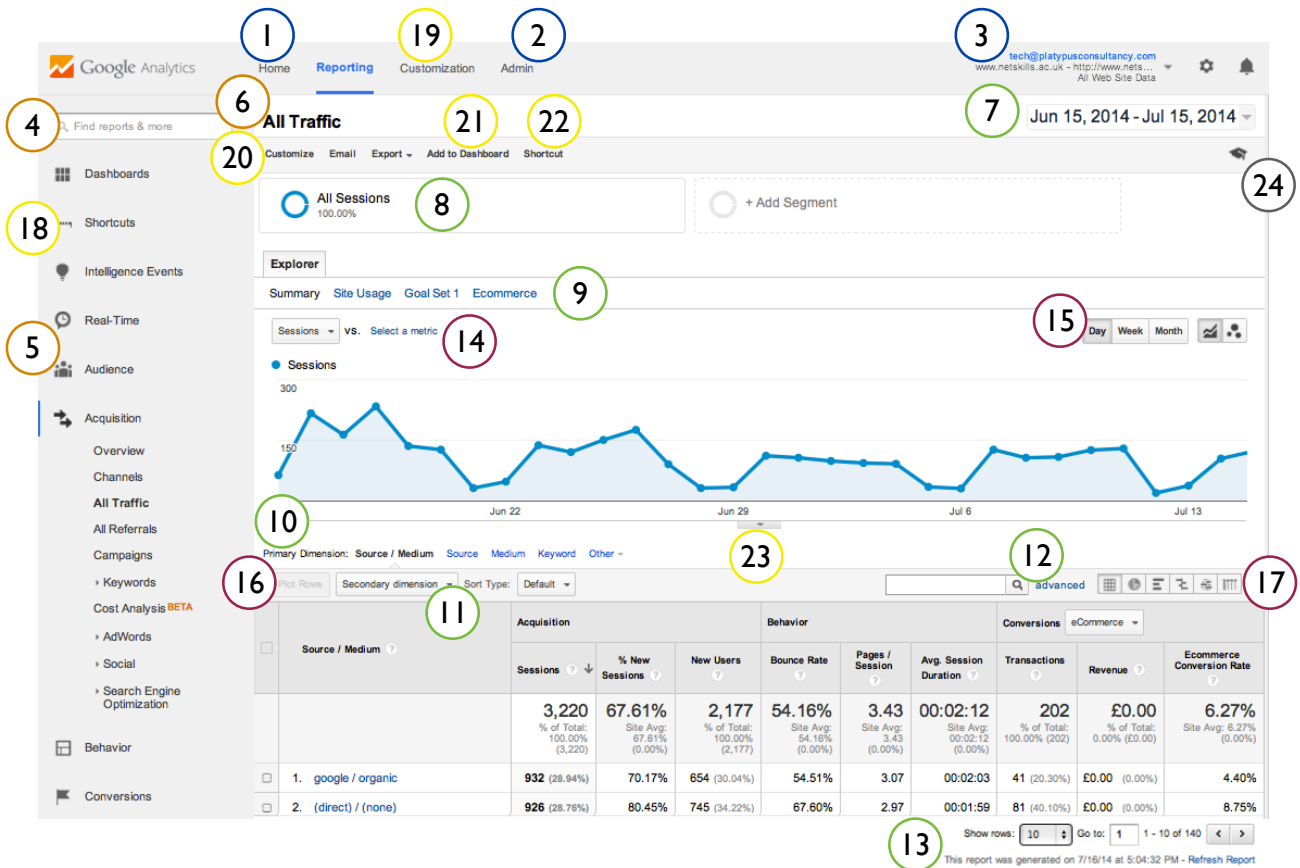 1 19 2 3
Google Analytics Home Reporting Customization Admin
tech@platypusconsultancy.com
www.netskills.ac.uk - http://www.nets...
All Web Site Data
6
7
4 Find reports & more
All Traffic
21 22
Jun 15, 2014 - Jul 15, 2014
20 Customize Email Export Add to Dashboard Shortcut
24
Dashboards
18 Shortcuts
Intelligence Events
Real-Time
5
Audience
Acquisition
Overview
Channels
All Traffic
All Referrals
Campaigns
Keywords
Cost Analysis BETA
AdWords
Social
Search Engine
Optimization
Behavior
Conversions
All Sessions
100.00%
8
+ Add Segment
Explorer
Summary Site Usage Goal Set 1 Ecommerce 9
Sessions VS. Select a metric 14
15 Day Week Month
Sessions
300
150
Jun 22 Jun 29 Jul 6 Jul 13
10
23
12
Primary Dimension: Source / Medium Source Medium Keyword Other
16 Plot Rows Secondary dimension Sort Type: Default advanced 17
11
Source / Medium ?
Acquisition Behavior Conversions eCommerce
Sessions ? % New Sessions ? New Users ? Bounce Rate ? Pages / Session ? Avg. Session Duration ? Transactions ? Revenue ? Ecommerce Conversion Rate ?
3,220 67.61% 2,177 54.16% 3.43 00:02:12 202 £0.00 6.27%
% of Total: 100.00% (3,220) Site Avg: 67.61% (0.00%) % of Total: 100.00% (2,177) Site Avg: 54.16% (0.00%) Site Avg: 3.43 (0.00%) Site Avg: 00:02:12 (0.00%) % of Total: 100.00% (202) % of Total: 0.00% (£0.00) Site Avg: 6.27% (0.00%)
1. google / organic 932 (28.94%) 70.17% 654 (30.04%) 54.51% 3.07 00:02:03 41 (20.30%) £0.00 (0.00%) 4.40%
2. (direct) / (none) 926 (28.76%) 80.45% 745 (34.22%) 67.60% 2.97 00:01:59 81 (40.10%) £0.00 (0.00%) 8.75%
13
Show rows: 10 Go to: 1 1 - 10 of 140
This report was generated on 7/16/14 at 5:04:32 PM - Refresh Report